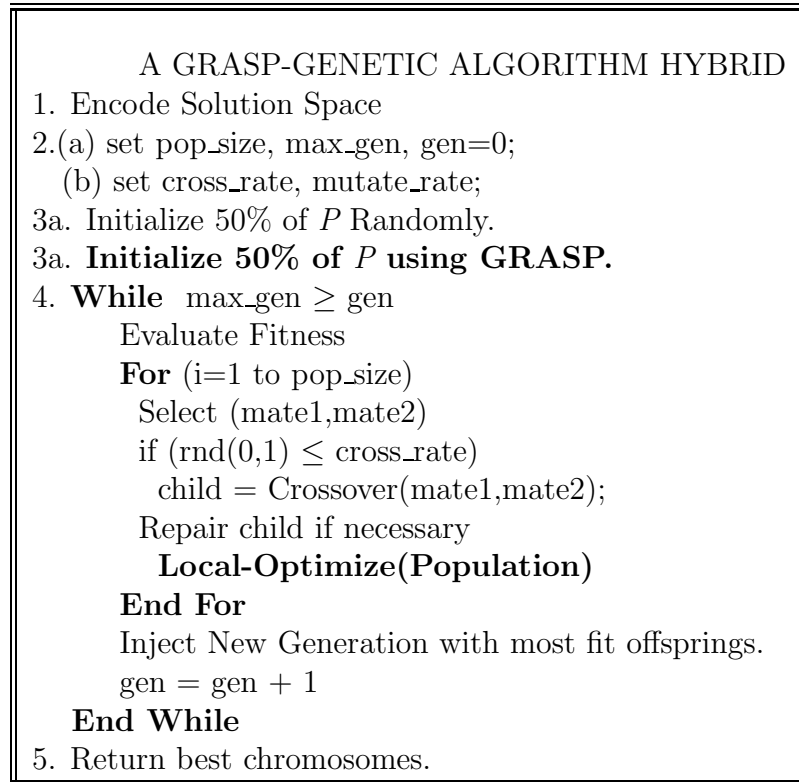 A GRASP-GENETIC ALGORITHM HYBRID
1. Encode Solution Space
2.(a) set pop_size, max_gen, gen=0;
(b) set cross_rate, mutate_rate;
3a. Initialize 50% of P Randomly.
3a. Initialize 50% of P using GRASP.
4. While max_gen ≥ gen
Evaluate Fitness
For (i=1 to pop_size)
Select (mate1,mate2)
if (rnd(0,1) ≤ cross_rate)
child = Crossover(mate1,mate2);
Repair child if necessary
Local-Optimize(Population)
End For
Inject New Generation with most fit offsprings.
gen = gen + 1
End While
5. Return best chromosomes.